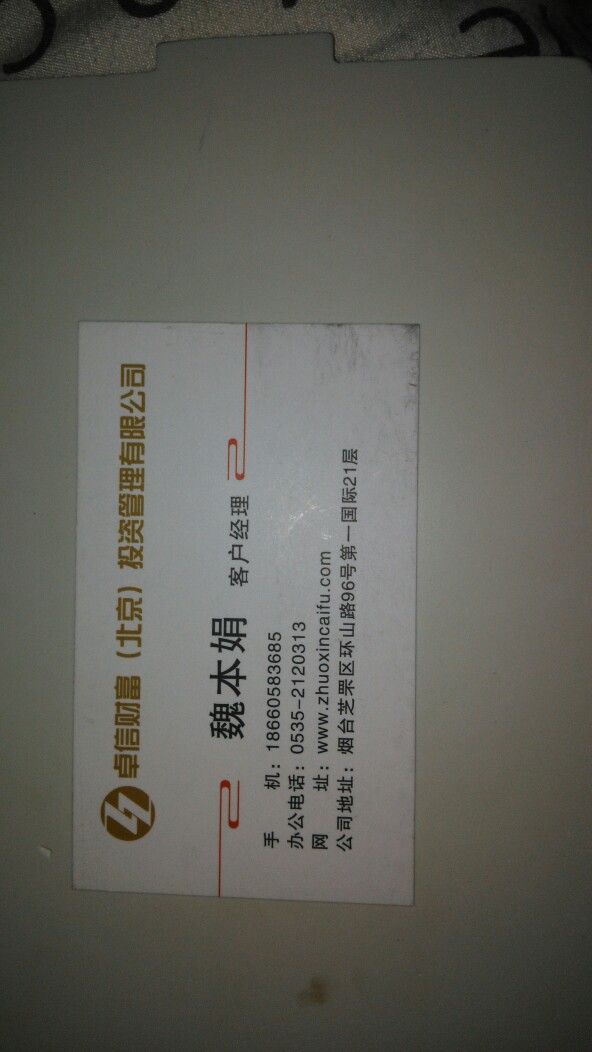 卓信财富（北京）投资管理有限公司
魏本娟 客户经理
手 机：18660583685
办公电话：0535-2120313
网 址：www.zhuoxincaifu.com
公司地址：烟台芝罘区环山路96号第一国际21层